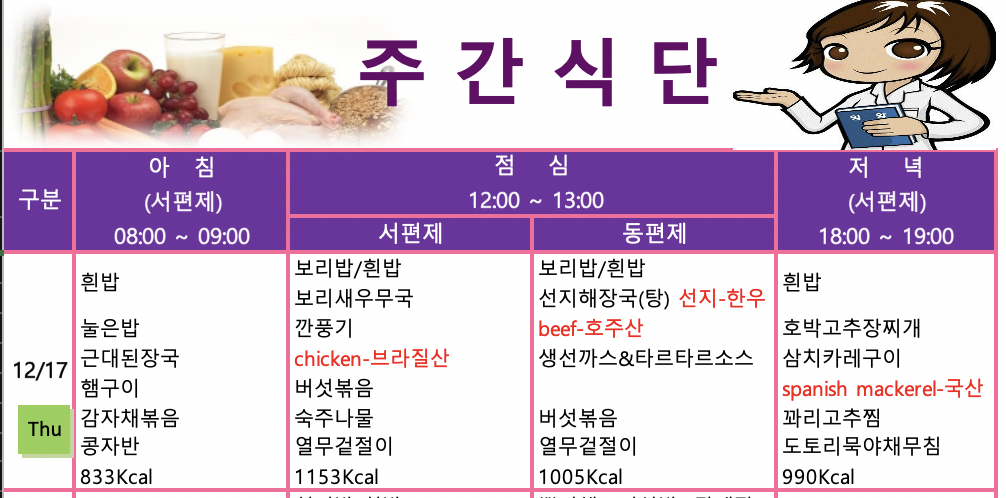 주간식단
영양
구분
아 침
(서편제)
08:00 ~ 09:00
점 심
12:00 ~ 13:00
서편제
동편제
저 녁
(서편제)
18:00 ~ 19:00
12/17
Thu
흰밥
눌은밥
근대된장국
햄구이
감자채볶음
콩자반
833Kcal
보리밥/흰밥
보리새우무국
깐풍기
chicken-브라질산
버섯볶음
숙주나물
열무겉절이
1153Kcal
보리밥/흰밥
선지해장국(탕) 선지-한우
beef-호주산
생선까스&타르타르소스
버섯볶음
열무겉절이
1005Kcal
흰밥
호박고추장찌개
삼치카레구이
spanish mackerel-국산
꽈리고추찜
도토리묵야채무침
990Kcal